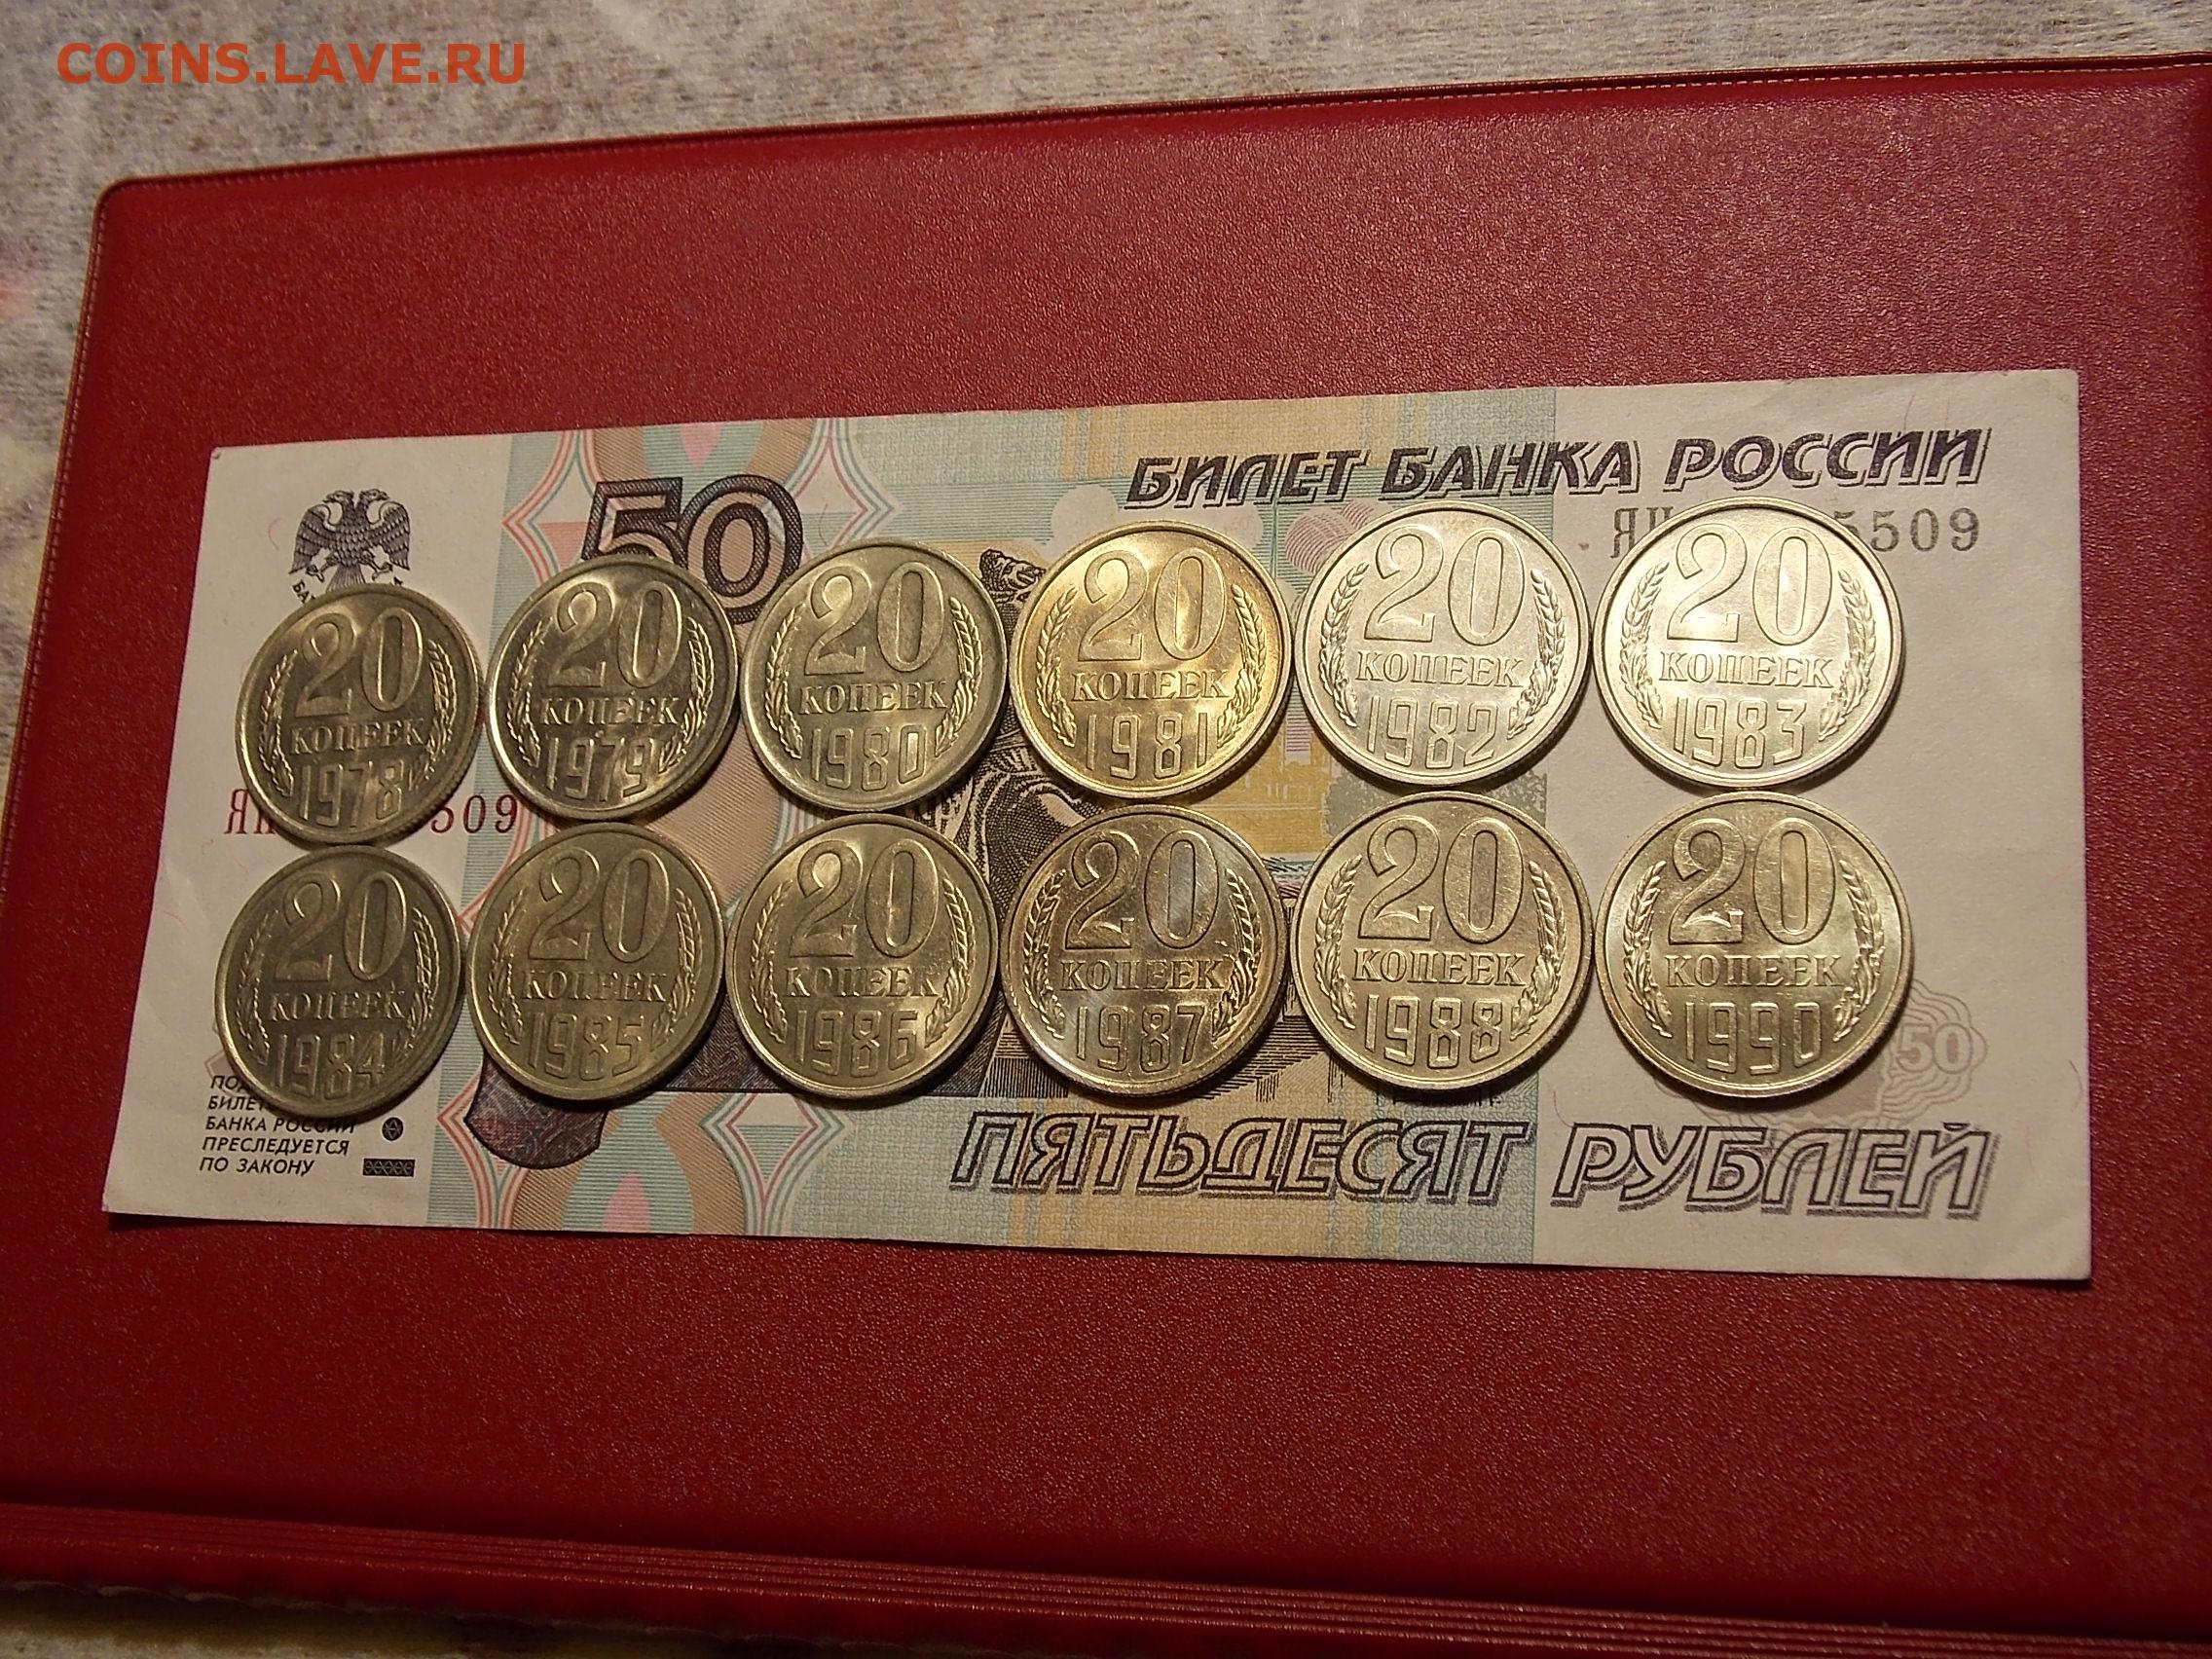 COINS.LAVE.RU
БИЛЕТ БАНКА РОССИИ
50
5509
20 КОПЕЕК 1978
20 КОПЕЕК 1979
20 КОПЕЕК 1980
20 КОПЕЕК 1981
20 КОПЕЕК 1982
20 КОПЕЕК 1983
20 КОПЕЕК 1984
20 КОПЕЕК 1985
20 КОПЕЕК 1986
20 КОПЕЕК 1987
20 КОПЕЕК 1988
20 КОПЕЕК 1990
509
50
БИЛЕТ
БАНКА РОССИИ
ПРЕСЛЕДУЕТСЯ
ПО ЗАКОНУ
ПЯТЬДЕСЯТ РУБЛЕЙ